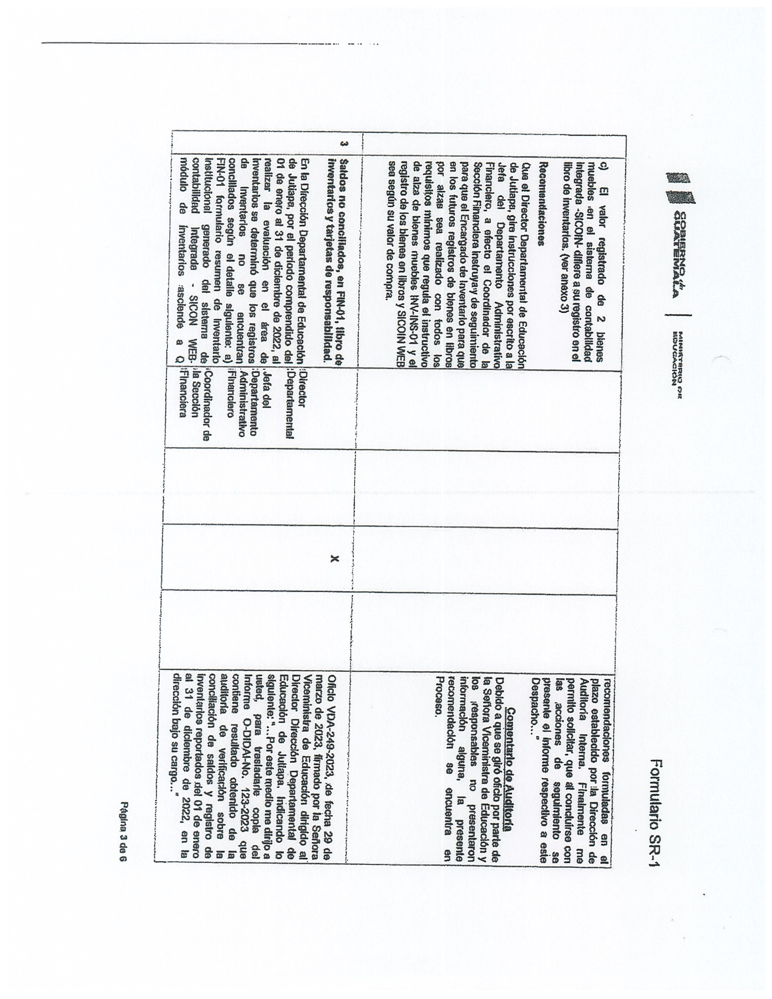 GOBIERNO de
GUATEMALA
MINISTERIO DE
EDUCACIÓN
Formulario SR-1
c) El valor registrado de 2 bienes
muebles en el sistema de contabilidad
integrada -SICOIN- difiere a su registro en el
libro de inventarios. (ver anexo 3)
Recomendaciones
Que el Director Departamental de Educación
de Jutiapa, gire instrucciones por escrito a la
Jefa del Departamento Administrativo
Financiero, a efecto el Coordinador de la
Sección Financiera instruya y de seguimiento
para que el Encargado de Inventario para que
en los futuros registros de bienes en libros
por alzas sea realizado con todos los
requisitos mínimos que regula el instructivo
de alza de bienes muebles INV-INS-01 y el
registro de los bienes en libros y SICOIN WEB
sea según su valor de compra.
recomendaciones formuladas en el
plazo establecido por la Dirección de
Auditoría Interna. Finalmente me
permito solicitar, que al concluirse con
las acciones de seguimiento se
presente el informe respectivo a este
Despacho..."
Comentario de Auditoría
Debido a que se giró oficio por parte de
la Señora Viceministra de Educación y
los responsables no presentaron
información alguna, la presente
recomendación se encuentra en
Proceso.
3
Saldos no conciliados, en FIN-01, libro de
inventarios y tarjetas de responsabilidad.
En la Dirección Departamental de Educación
de Jutiapa, por el período comprendido del
01 de enero al 31 de diciembre de 2022, al
realizar la evaluación en el área de
inventarios se determinó que los registros
de inventarios no se encuentran
conciliados según el detalle siguiente: a)
FIN-01 formulario resumen de inventario
institucional generado del sistema de
contabilidad integrada - SICON WEB-
módulo de inventarios asciende a Q
Director
Departamental
Jefa del
Departamento
Administrativo
Financiero
Coordinador de
la Sección
Financiera
X
Oficio VDA-249-2023, de fecha 29 de
marzo de 2023, firmado por la Señora
Viceministra de Educación dirigido al
Director Dirección Departamental de
Educación de Jutiapa. Indicando lo
siguiente: "...Por este medio me dirijo a
usted, para trasladarle copia del
Informe O-DIDAI-No. 123-2023 que
contiene resultado obtenido de la
auditoría de verificación sobre la
conciliación de saldos y registro de
inventarios reportados del 01 de enero
al 31 de diciembre de 2022, en la
dirección bajo su cargo..."
Página 3 de 6